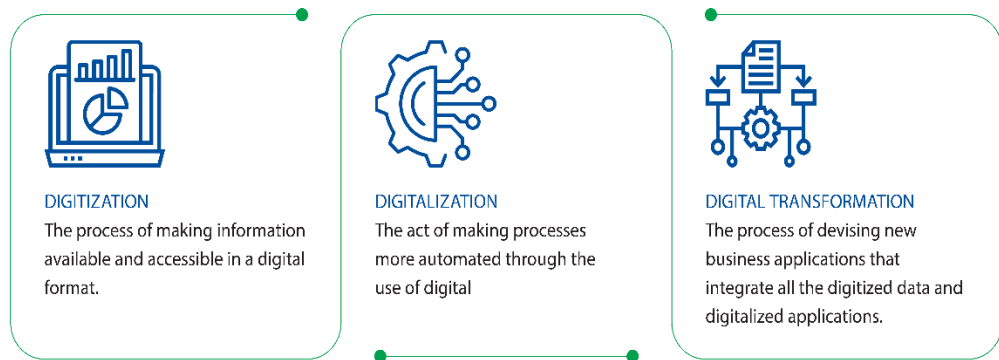 DIGITIZATION
The process of making information
available and accessible in a digital
format.
DIGITALIZATION
The act of making processes
more automated through the
use of digital
DIGITAL TRANSFORMATION
The process of devising new
business applications that
integrate all the digitized data and
digitalized applications.